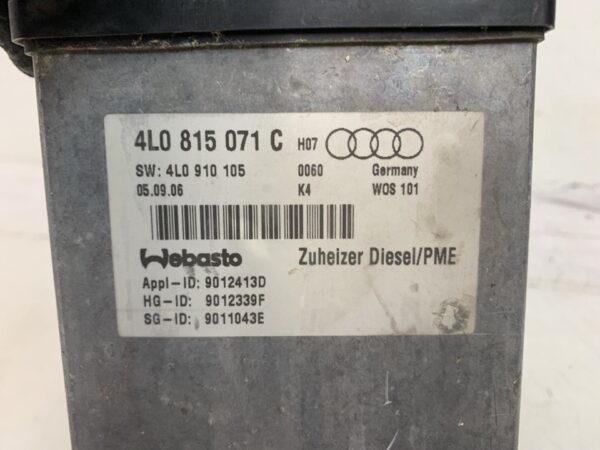 4L0 815 071 C H07
SW: 4L0 910 105 0060 Germany
05.09.06 K4 WOS 101
Webasto Zuheizer Diesel/PME
Appl-ID: 9012413D
HG-ID: 9012339F
SG-ID: 9011043E